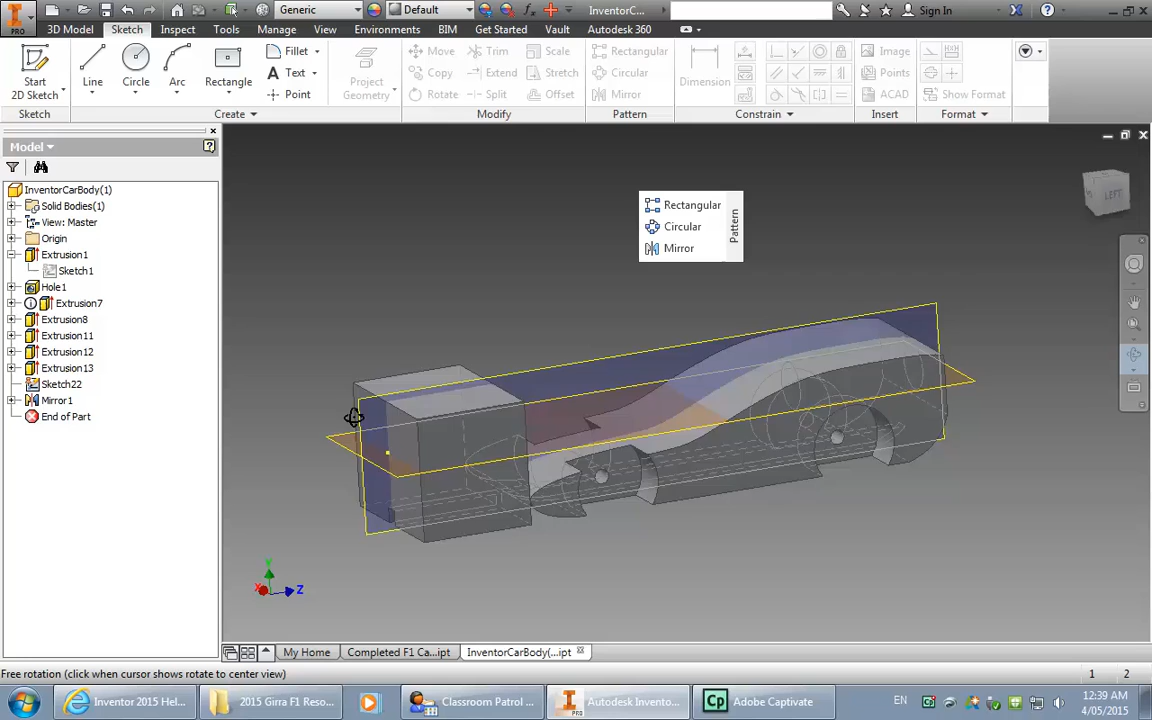 Generic
Default
InventorC...
Sign In
PRO
3D Model
Sketch
Inspect
Tools
Manage
View
Environments
BIM
Get Started
Vault
Autodesk 360
Start
2D Sketch
Line
Circle
Arc
Rectangle
Fillet
Text
Point
Project
Geometry
Move
Copy
Rotate
Trim
Extend
Split
Scale
Stretch
Offset
Rectangular
Circular
Mirror
Dimension
Image
Points
ACAD
Show Format
Sketch
Create
Modify
Pattern
Constrain
Insert
Format
Model
InventorCarBody(1)
Solid Bodies(1)
View: Master
Origin
Extrusion1
Sketch1
Hole1
Extrusion7
Extrusion8
Extrusion11
Extrusion12
Extrusion13
Sketch22
Mirror1
End of Part
Rectangular
Circular
Mirror
Pattern
LEFT
Y
X
Z
My Home
Completed F1 Ca...ipt
InventorCarBody(...ipt
Free rotation (click when cursor shows rotate to center view)
1
2
Inventor 2015 Hel...
2015 Girra F1 Reso...
Classroom Patrol ...
PRO
Autodesk Invento...
Cp
Adobe Captivate
EN
12:39 AM
4/05/2015